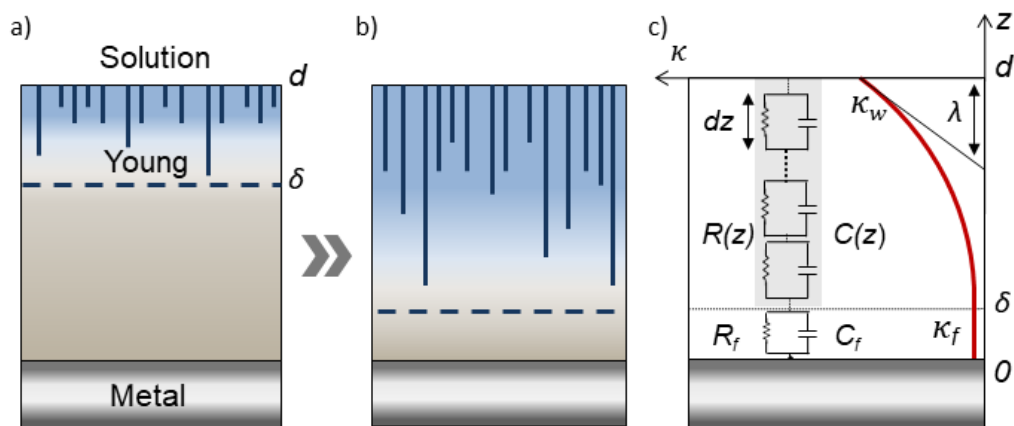 a)
Solution
d
Young
δ
Metal
b)
c)
z
κ
d
κw
λ
dz
R(z)
C(z)
δ
Rf
Cf
κf
0